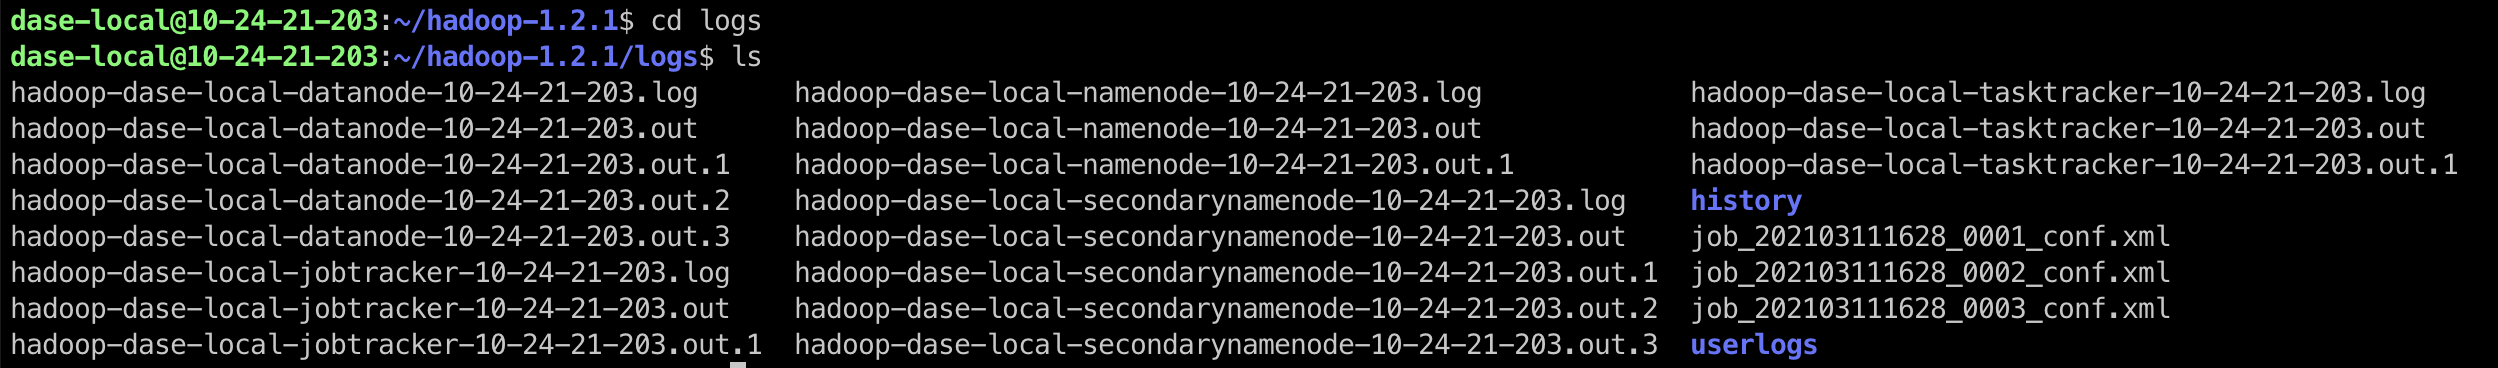 dase-local@10-24-21-203:~/hadoop-1.2.1$ cd logs
dase-local@10-24-21-203:~/hadoop-1.2.1/logs$ ls
hadoop-dase-local-datanode-10-24-21-203.log hadoop-dase-local-namenode-10-24-21-203.log hadoop-dase-local-tasktracker-10-24-21-203.log
hadoop-dase-local-datanode-10-24-21-203.out hadoop-dase-local-namenode-10-24-21-203.out hadoop-dase-local-tasktracker-10-24-21-203.out
hadoop-dase-local-datanode-10-24-21-203.out.1 hadoop-dase-local-namenode-10-24-21-203.out.1 hadoop-dase-local-tasktracker-10-24-21-203.out.1
hadoop-dase-local-datanode-10-24-21-203.out.2 hadoop-dase-local-secondarynamenode-10-24-21-203.log history
hadoop-dase-local-datanode-10-24-21-203.out.3 hadoop-dase-local-secondarynamenode-10-24-21-203.out job_202103111628_0001_conf.xml
hadoop-dase-local-jobtracker-10-24-21-203.log hadoop-dase-local-secondarynamenode-10-24-21-203.out.1 job_202103111628_0002_conf.xml
hadoop-dase-local-jobtracker-10-24-21-203.out hadoop-dase-local-secondarynamenode-10-24-21-203.out.2 job_202103111628_0003_conf.xml
hadoop-dase-local-jobtracker-10-24-21-203.out.1 hadoop-dase-local-secondarynamenode-10-24-21-203.out.3 userlogs